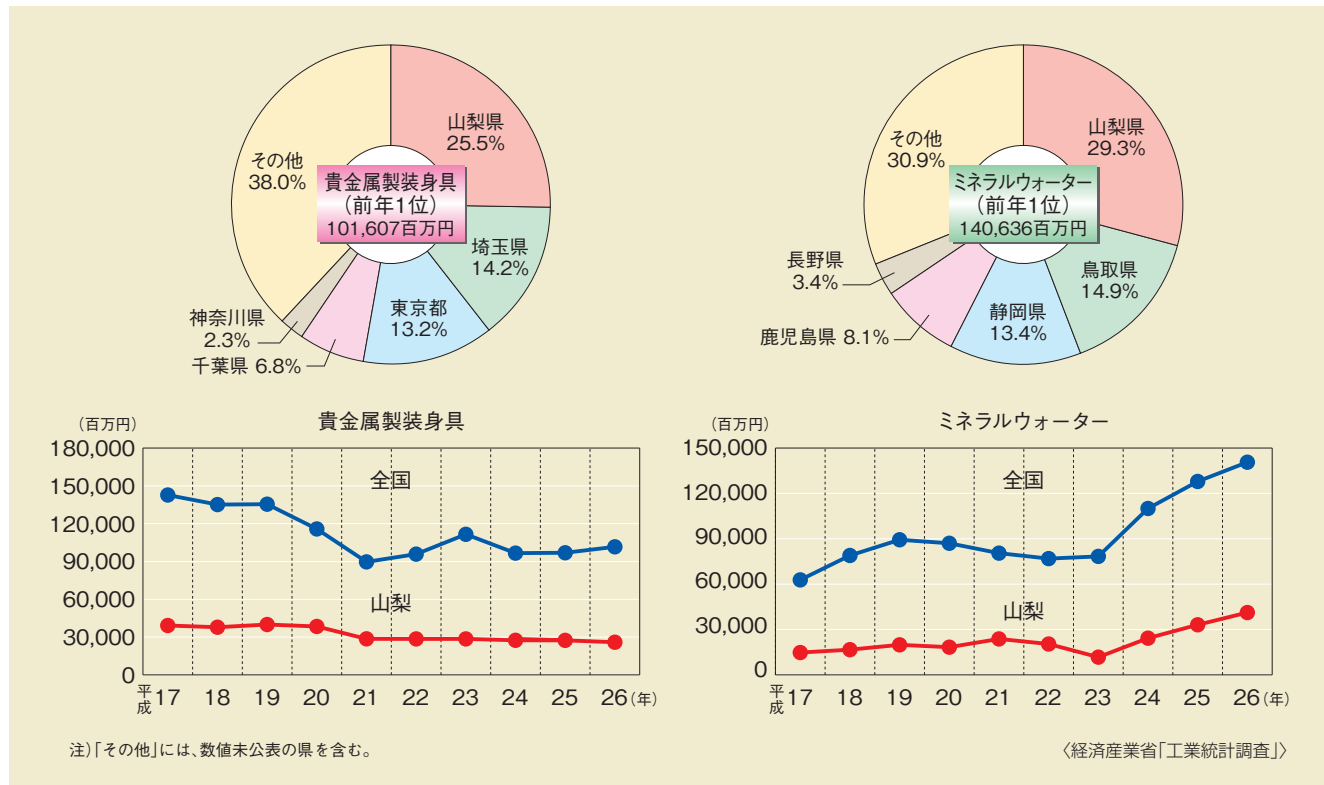 山梨県
25.5%
埼玉県
14.2%
東京都
13.2%
千葉県 6.8%
神奈川県
2.3%
その他
38.0%
貴金属製装身具
（前年1位）
101,607百万円
山梨県
29.3%
鳥取県
14.9%
静岡県
13.4%
鹿児島県 8.1%
長野県
3.4%
その他
30.9%
ミネラルウォーター
（前年1位）
140,636百万円
貴金属製装身具
（百万円）
180,000
150,000
120,000
90,000
60,000
30,000
0
全国
山梨
平成17 18 19 20 21 22 23 24 25 26（年）
ミネラルウォーター
（百万円）
150,000
120,000
90,000
60,000
30,000
0
全国
山梨
平成17 18 19 20 21 22 23 24 25 26（年）
注）「その他」には、数値未公表の県を含む。
〈経済産業省「工業統計調査」〉